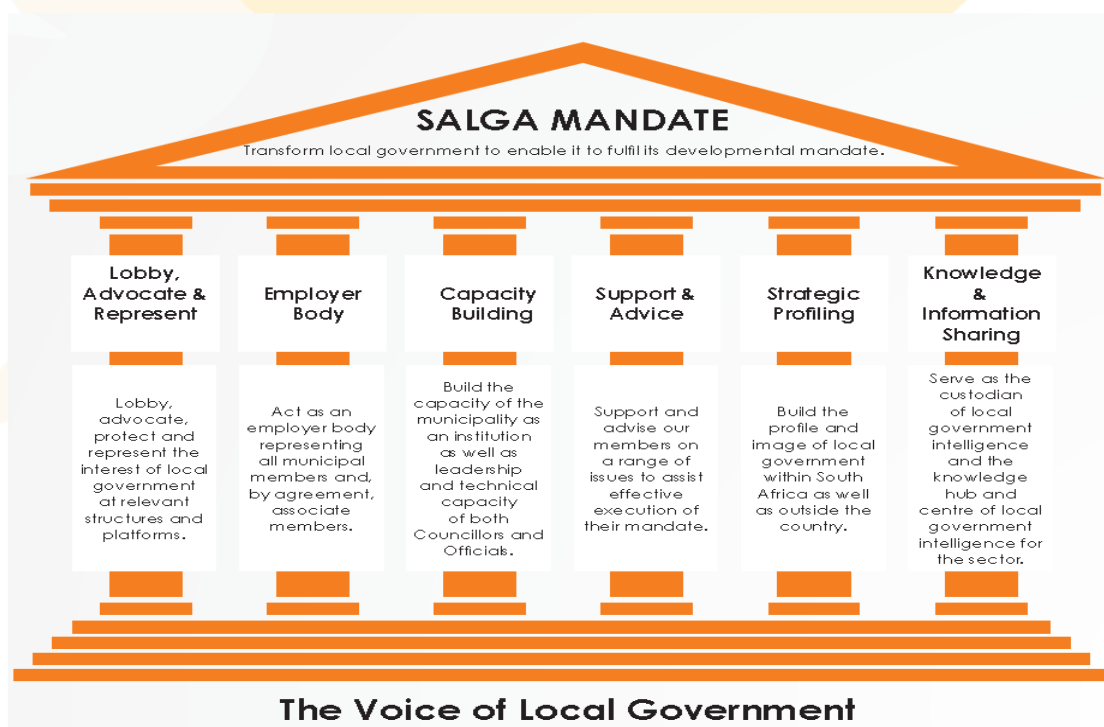 SALGA MANDATE
Transform local government to enable it to fulfil its developmental mandate.
Lobby,
Advocate &
Represent
Lobby,
advocate,
protect and
represent the
interest of local
government
at relevant
structures and
platforms.
Employer
Body
Act as an
employer body
representing
all municipal
members and,
by agreement,
associate
members.
Capacity
Building
Build the
capacity of the
municipality as
an institution
as well as
leadership
and technical
capacity
of both
Councillors and
Officials.
Support &
Advice
Support and
advise our
members on
a range of
issues to assist
effective
execution of
their mandate.
Strategic
Profiling
Build the
profile and
image of local
government
within South
Africa as well
as outside the
country.
Knowledge
&
Information
Sharing
Serve as the
custodian
of local
government
intelligence
and the
knowledge
hub and
centre of local
government
intelligence for
the sector.
The Voice of Local Government